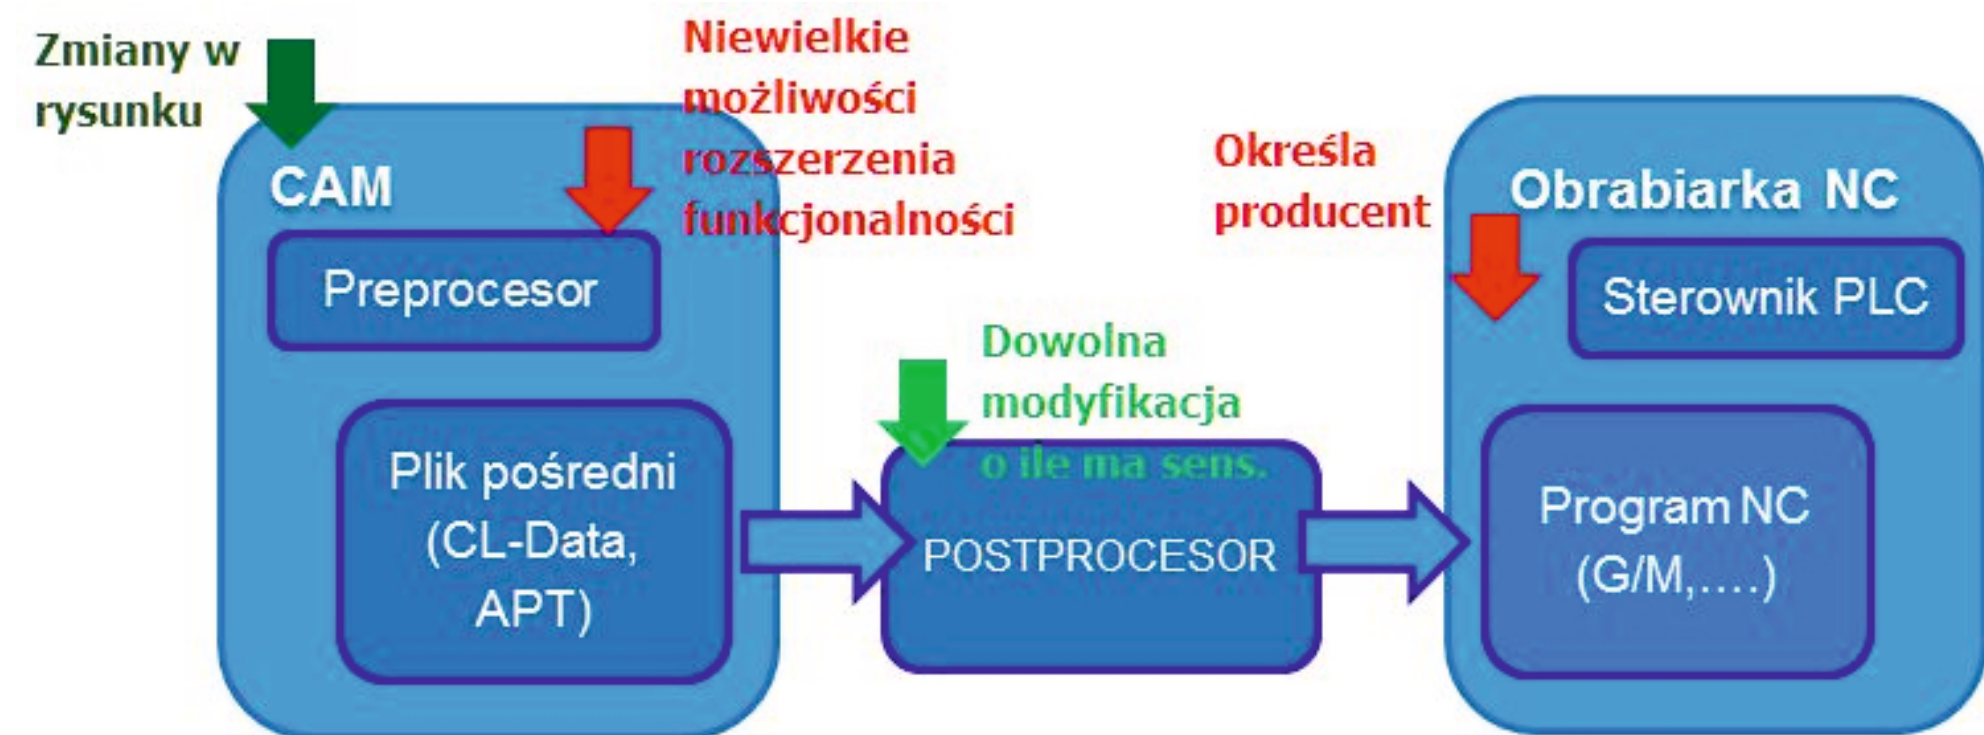 Zmiany w
rysunku
CAM
Niewielkie
możliwości
rozszerzenia
funkcjonalności
Preprocesor
Plik pośredni
(CL-Data,
APT)
Dowolna
modyfikacja
o ile ma sens.
POSTPROCESOR
Określa
producent
Obrabiarka NC
Sterownik PLC
Program NC
(G/M,....)